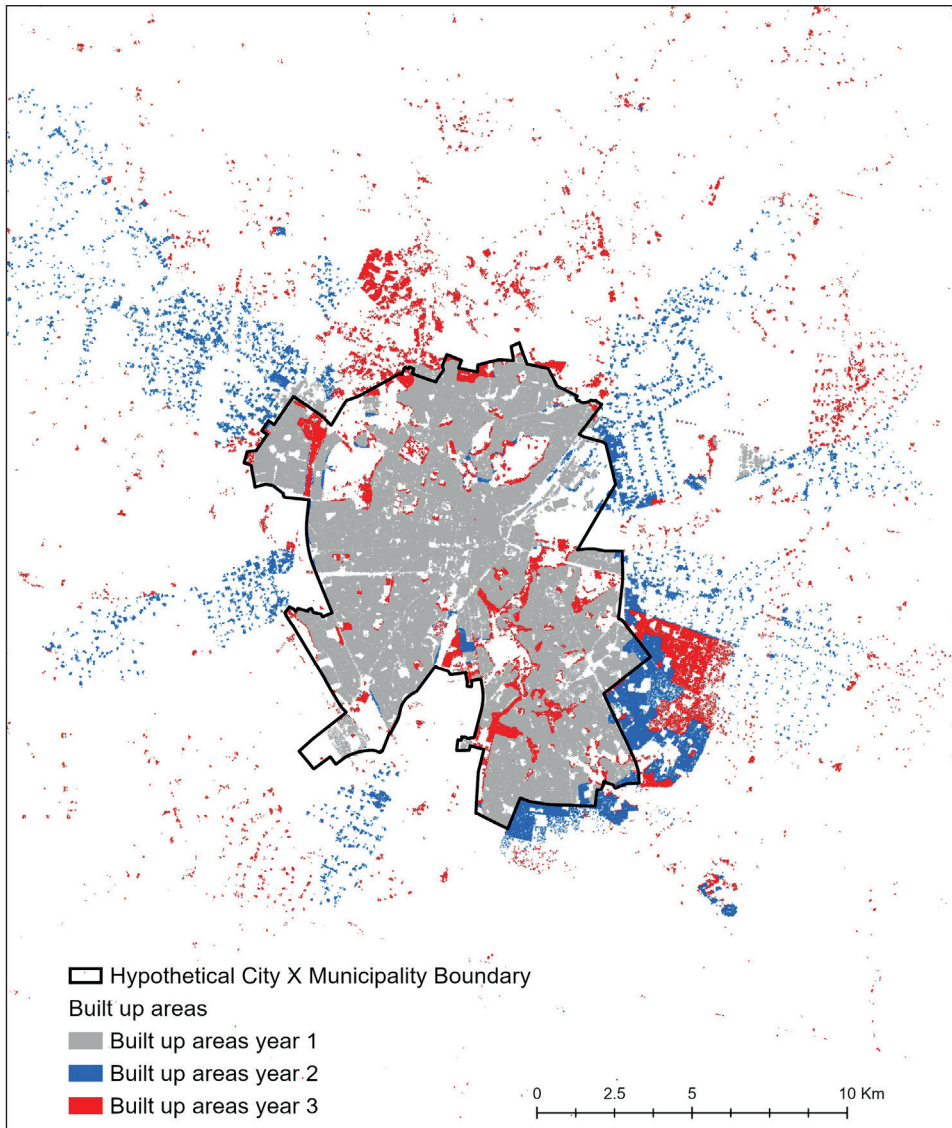 Hypothetical City X Municipality Boundary
Built up areas
Built up areas year 1
Built up areas year 2
Built up areas year 3
0 2.5 5 10 Km